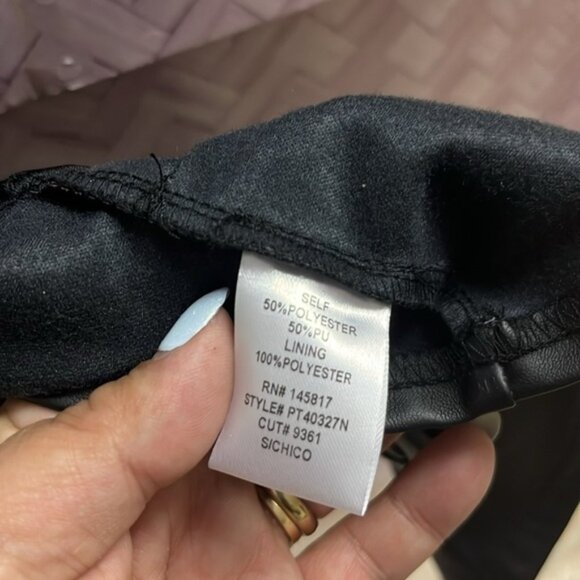 SELF
50%POLYESTER
50%PU
LINING
100%POLYESTER
RN# 145817
STYLE# PT40327N
CUT# 9361
SICHICO